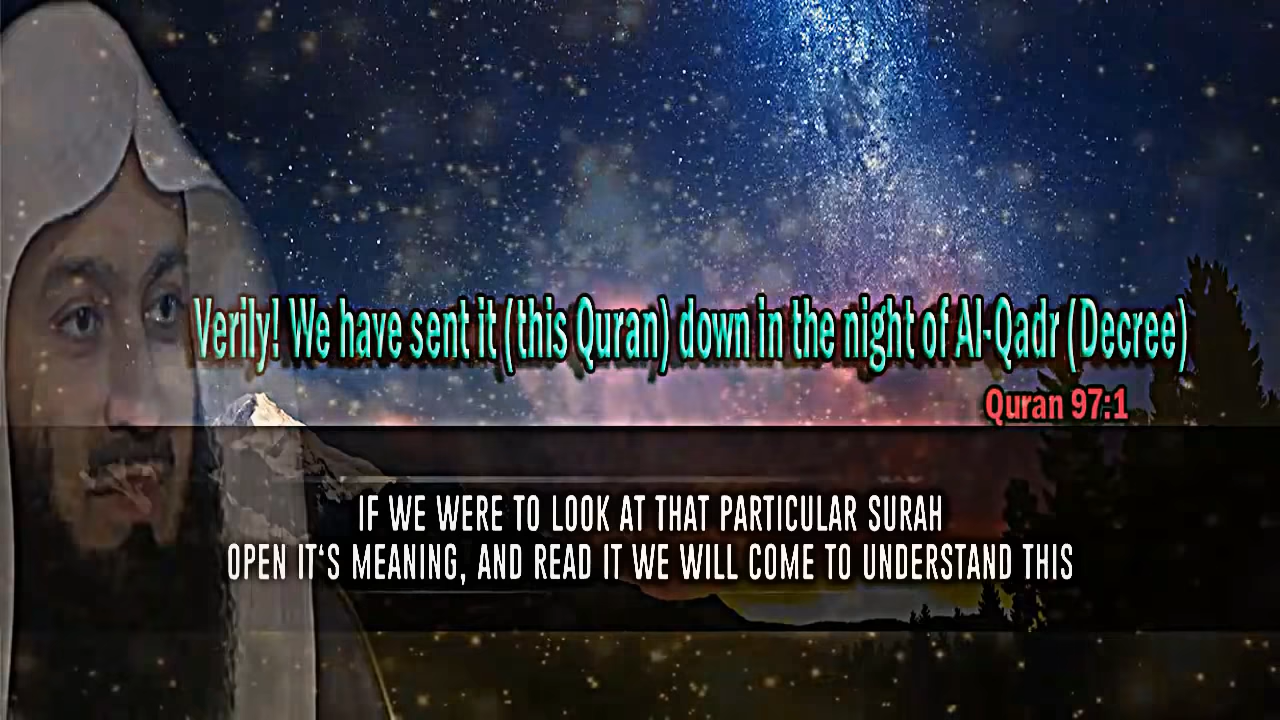 Verily! We have sent it (this Quran) down in the night of Al-Qadr (Decree)
Quran 97:1
IF WE WERE TO LOOK AT THAT PARTICULAR SURAH
OPEN IT‘S MEANING, AND READ IT WE WILL COME TO UNDERSTAND THIS